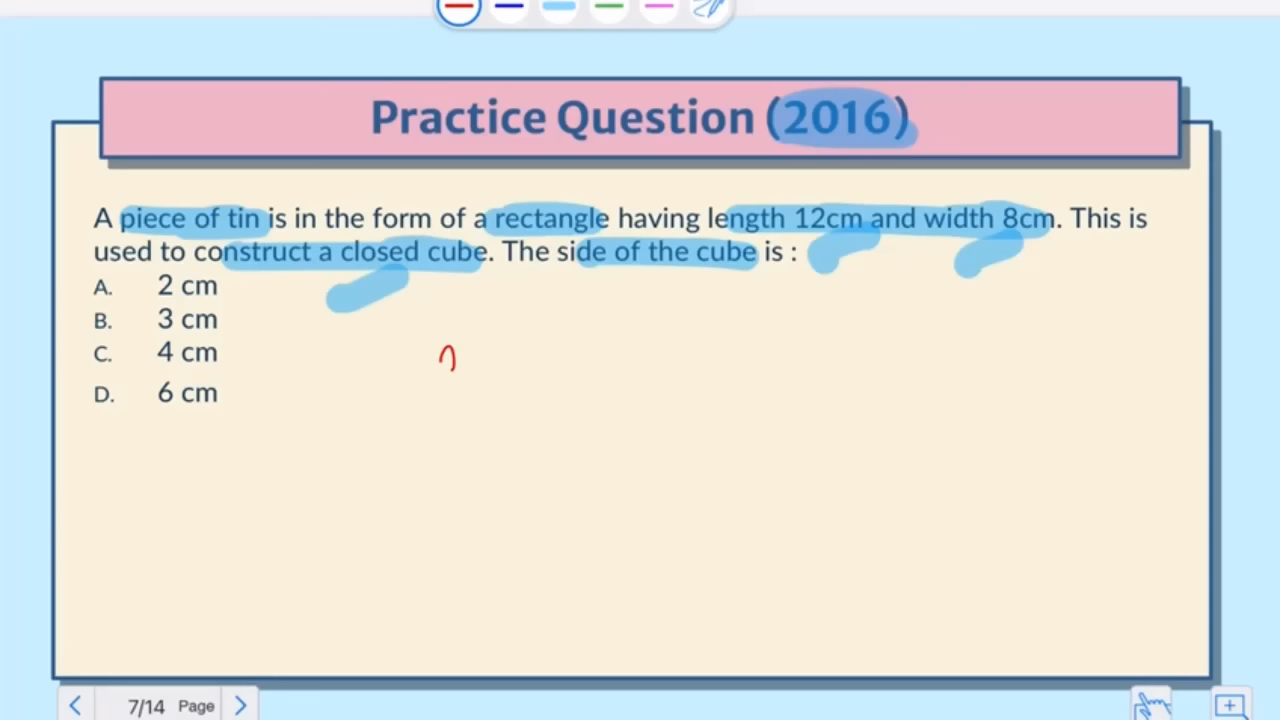 Practice Question (2016)
A piece of tin is in the form of a rectangle having length 12cm and width 8cm. This is
used to construct a closed cube. The side of the cube is :
A. 2 cm
B. 3 cm
C. 4 cm
D. 6 cm
7/14 Page